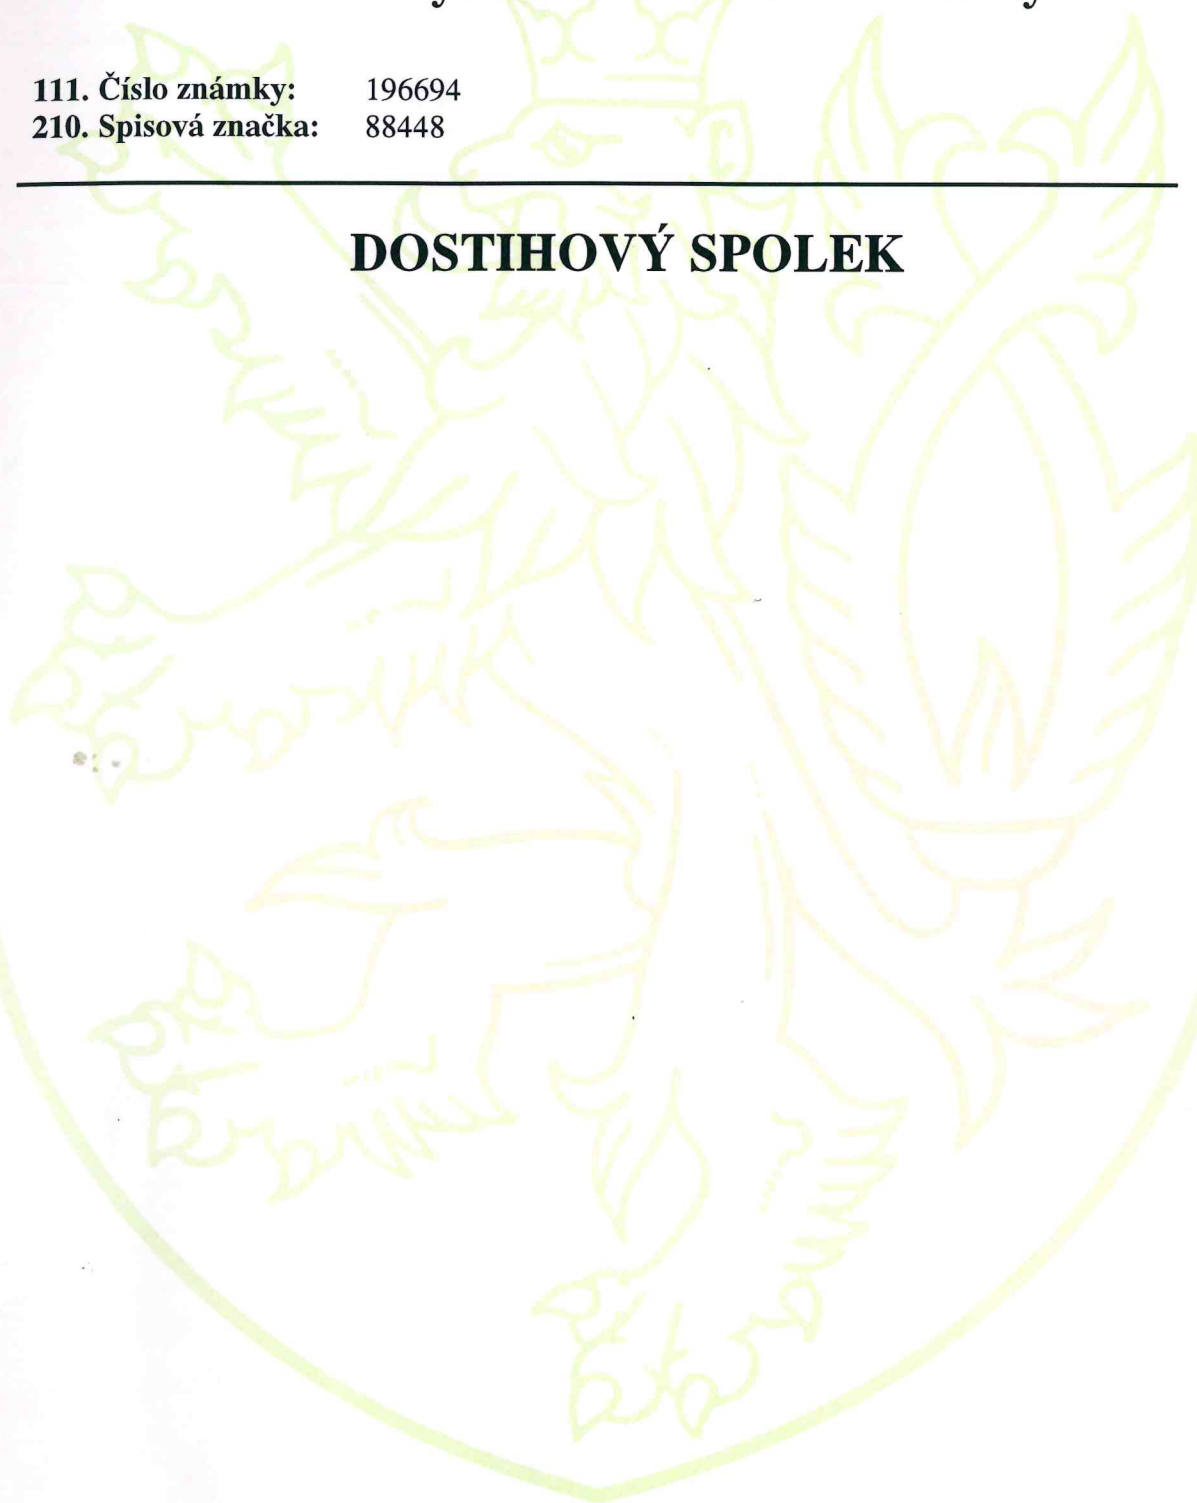 111. Číslo známky: 196694
210. Spisová značka: 88448
DOSTIHOVÝ SPOLEK